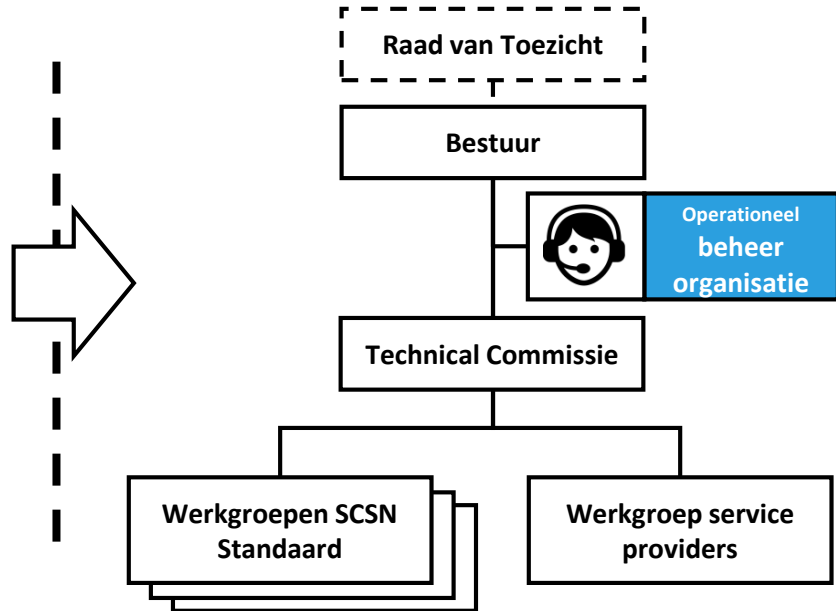 Raad van Toezicht
Bestuur
Operationeel
beheer
organisatie
Technical Commissie
Werkgroepen SCSN
Standaard
Werkgroep service
providers